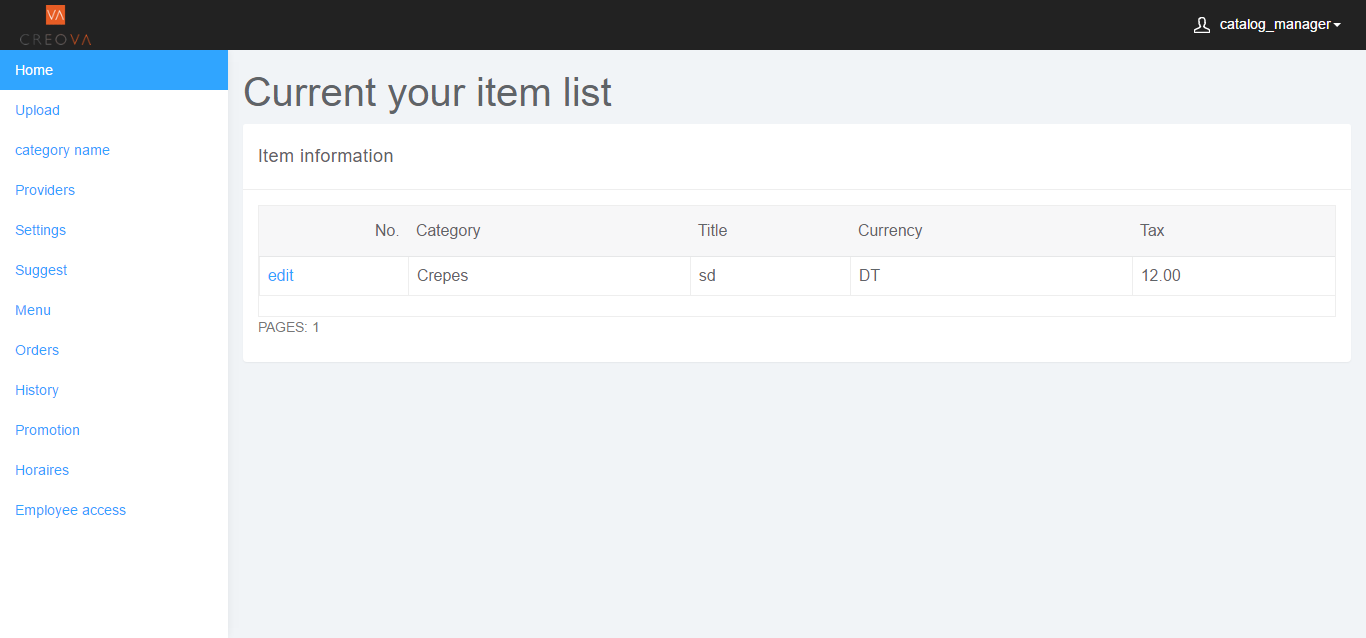 VA
CREOVA
catalog_manager
Home
Upload
category name
Providers
Settings
Suggest
Menu
Orders
History
Promotion
Horaires
Employee access
Current your item list
Item information
No. Category Title Currency Tax
edit Crepes sd DT 12.00
PAGES: 1